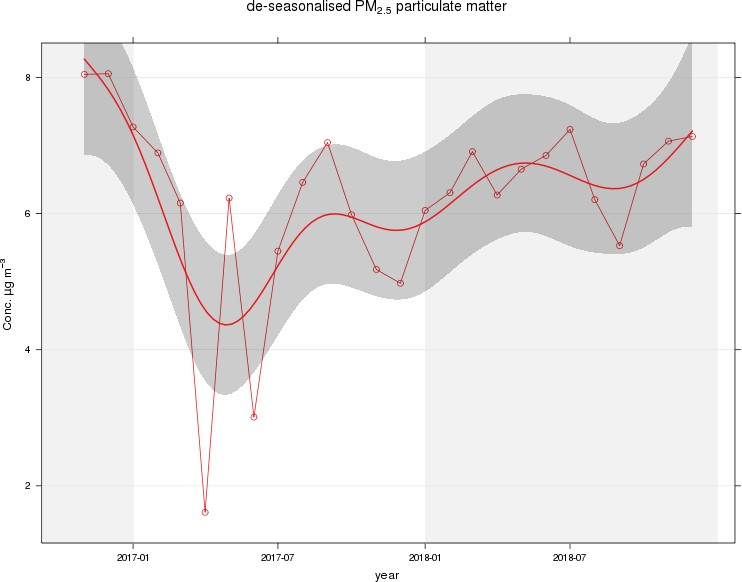 de-seasonalised PM2.5 particulate matter
8
6
4
2
Conc. µg m⁻³
2017-01 2017-07 2018-01 2018-07
year